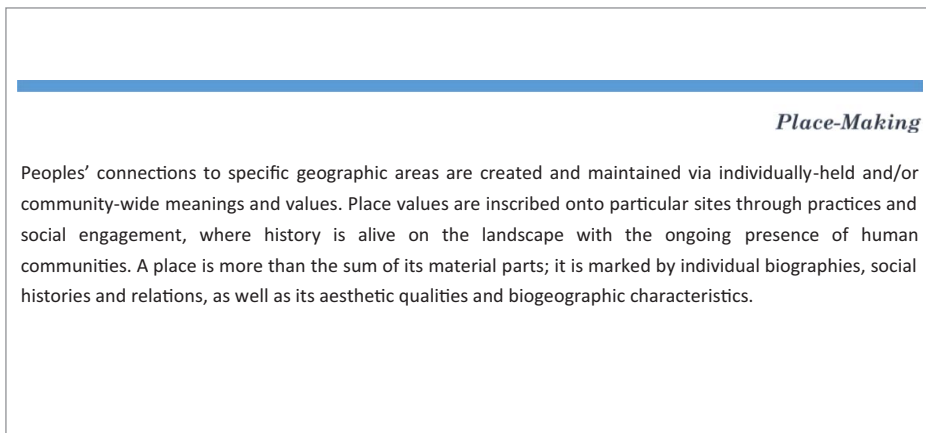 Place-Making
Peoples’ connections to specific geographic areas are created and maintained via individually-held and/or
community-wide meanings and values. Place values are inscribed onto particular sites through practices and
social engagement, where history is alive on the landscape with the ongoing presence of human
communities. A place is more than the sum of its material parts; it is marked by individual biographies, social
histories and relations, as well as its aesthetic qualities and biogeographic characteristics.